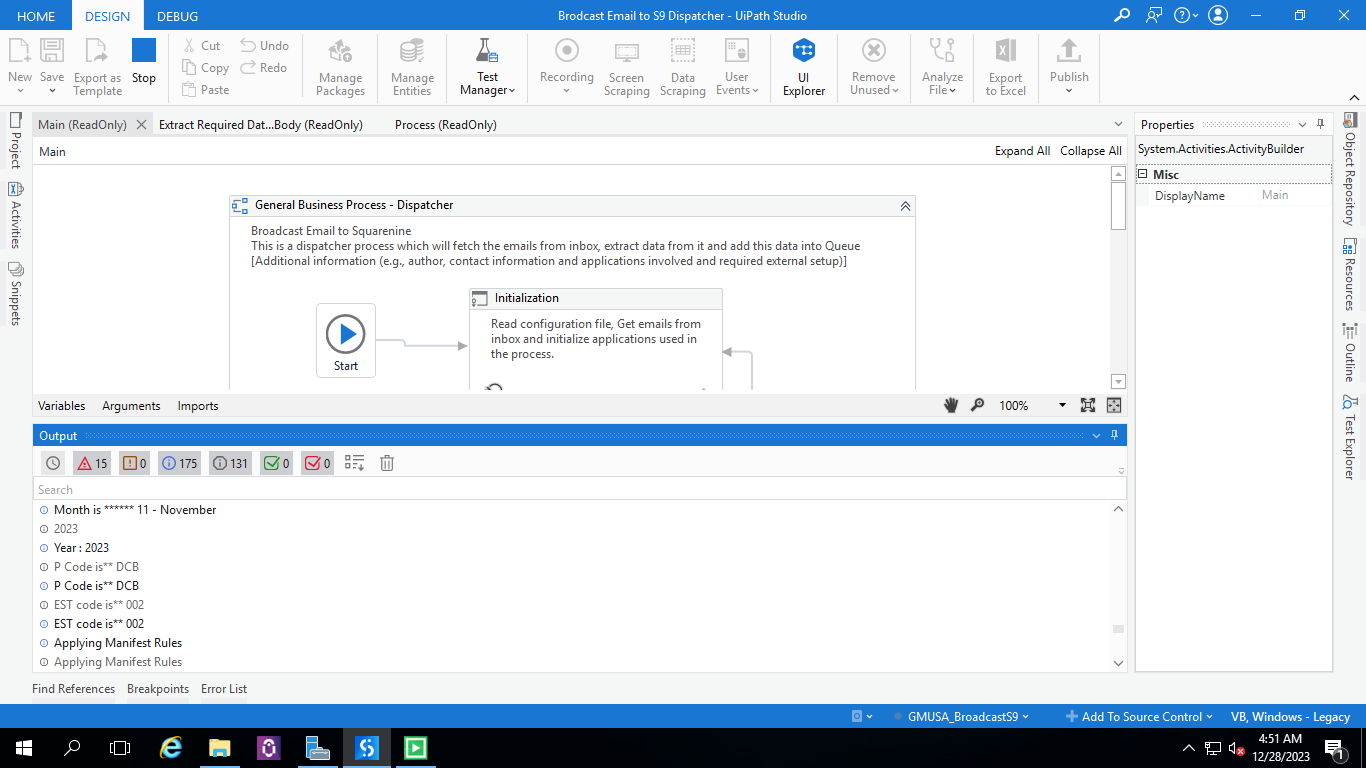 HOME DESIGN DEBUG Brodcast Email to S9 Dispatcher - UiPath Studio
New Save Export as Template Stop Cut Copy Paste Undo Redo Manage Packages Manage Entities Test Manager Recording Screen Scraping Data Scraping User Events UI Explorer Remove Unused Analyze File Export to Excel Publish
Main (ReadOnly) Extract Required Dat...Body (ReadOnly) Process (ReadOnly)
Main Expand All Collapse All
Project
Activities
Snippets
General Business Process - Dispatcher
Broadcast Email to Squarenine
This is a dispatcher process which will fetch the emails from inbox, extract data from it and add this data into Queue
[Additional information (e.g., author, contact information and applications involved and required external setup)]
Initialization
Read configuration file, Get emails from
inbox and initialize applications used in
the process.
Start
Variables Arguments Imports 100%
Properties
System.Activities.ActivityBuilder
Misc
DisplayName Main
Object Repository
Resources
Outline
Test Explorer
Output
15 0 175 131 0 0
Search
Month is ****** 11 - November
2023
Year : 2023
P Code is** DCB
P Code is** DCB
EST code is** 002
EST code is** 002
Applying Manifest Rules
Applying Manifest Rules
Find References Breakpoints Error List
GMUSA_BroadcastS9 Add To Source Control VB, Windows - Legacy
4:51 AM
12/28/2023
1